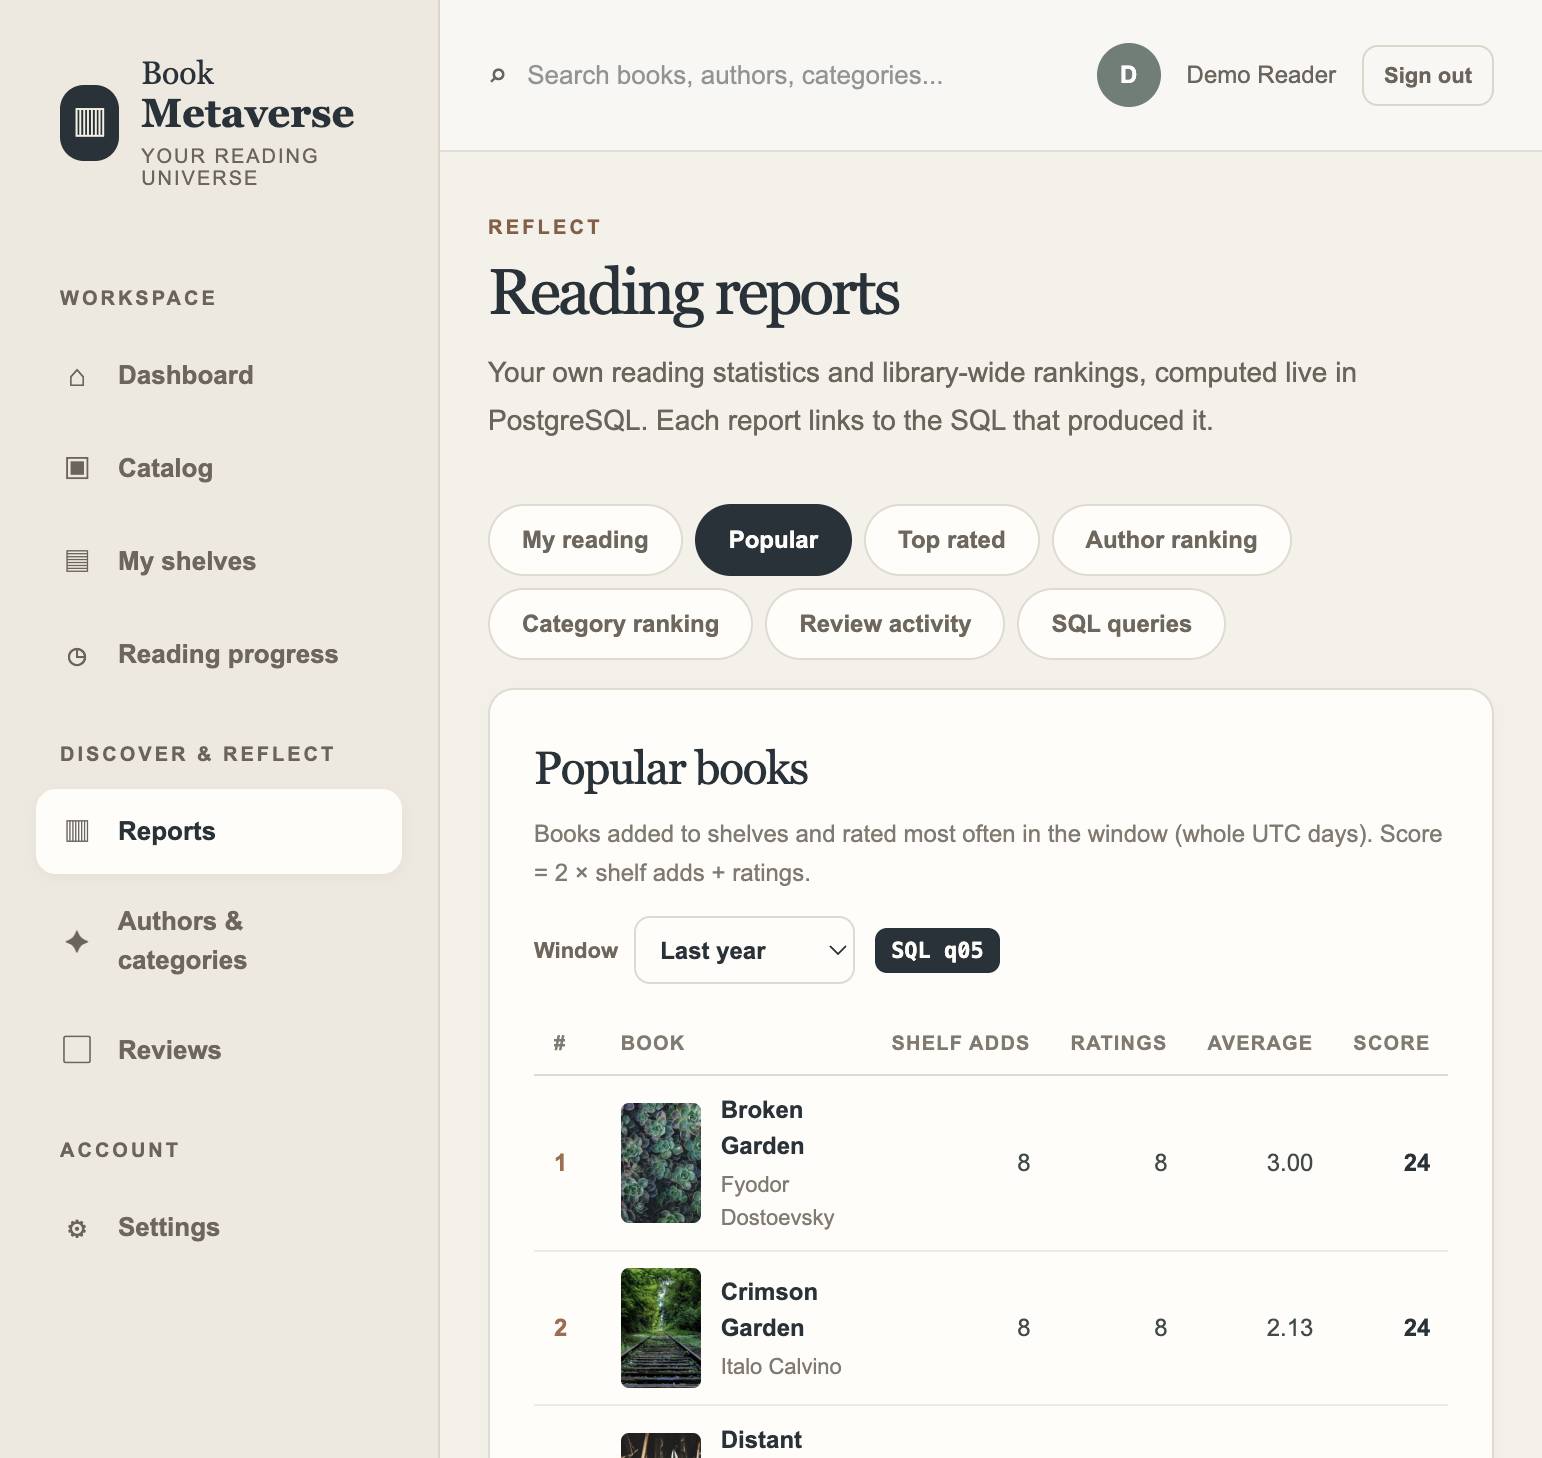 Book
Metaverse
YOUR READING
UNIVERSE
WORKSPACE
Dashboard
Catalog
My shelves
Reading progress
DISCOVER & REFLECT
Reports
Authors &
categories
Reviews
ACCOUNT
Settings
Search books, authors, categories...
D
Demo Reader
Sign out
REFLECT
Reading reports
Your own reading statistics and library-wide rankings, computed live in
PostgreSQL. Each report links to the SQL that produced it.
My reading
Popular
Top rated
Author ranking
Category ranking
Review activity
SQL queries
Popular books
Books added to shelves and rated most often in the window (whole UTC days). Score
= 2 × shelf adds + ratings.
Window
Last year
SQL q05
# BOOK SHELF ADDS RATINGS AVERAGE SCORE
1
Broken
Garden
Fyodor
Dostoevsky
8 8 3.00 24
2
Crimson
Garden
Italo Calvino
8 8 2.13 24
Distant